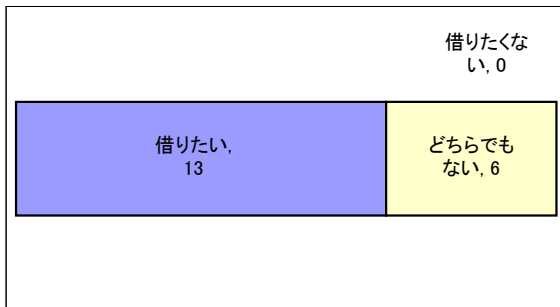 借りたくな
い, 0
借りたい,
13
どちらでも
ない, 6